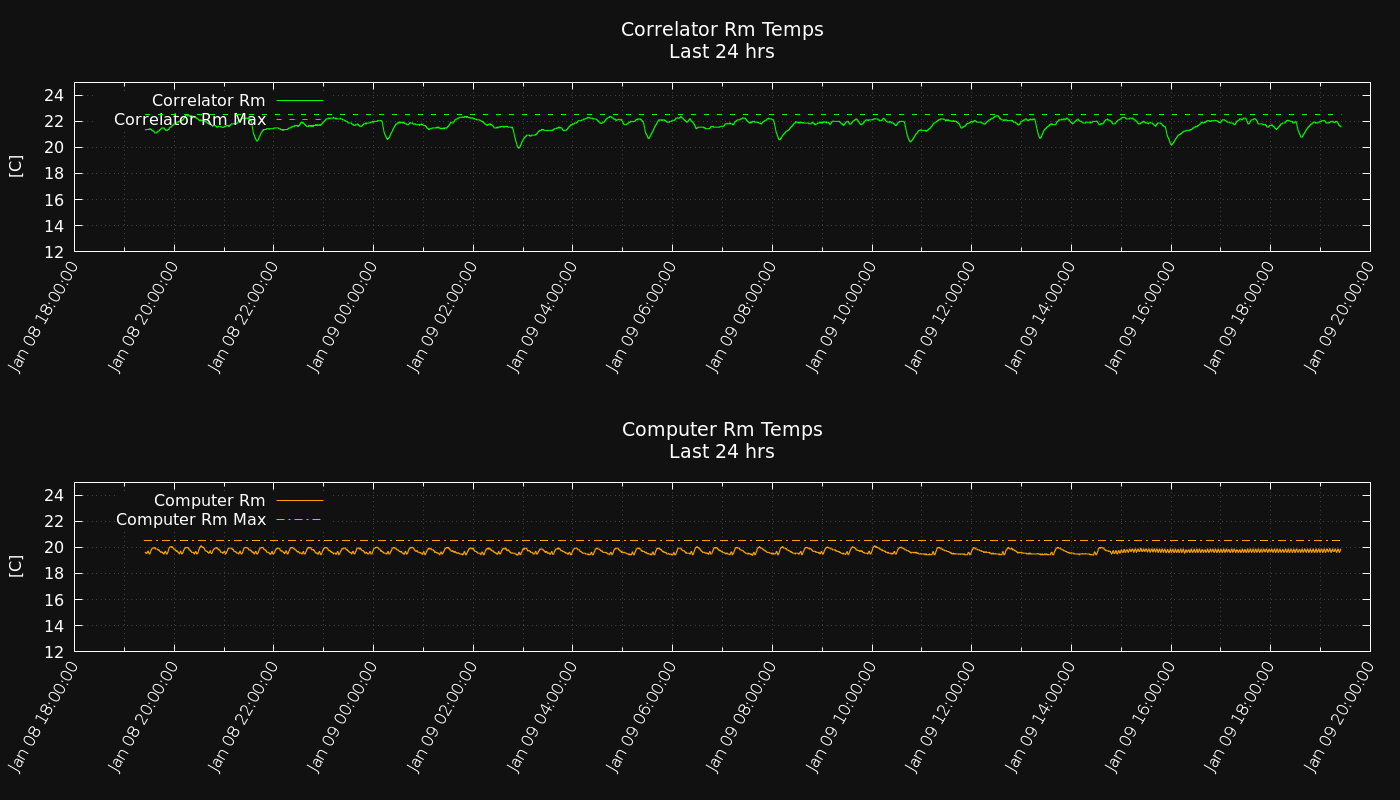 Correlator Rm Temps
Last 24 hrs
[C]
24
22
20
18
16
14
12
Correlator Rm
Correlator Rm Max
Jan 08 18:00:00
Jan 08 20:00:00
Jan 08 22:00:00
Jan 09 00:00:00
Jan 09 02:00:00
Jan 09 04:00:00
Jan 09 06:00:00
Jan 09 08:00:00
Jan 09 10:00:00
Jan 09 12:00:00
Jan 09 14:00:00
Jan 09 16:00:00
Jan 09 18:00:00
Jan 09 20:00:00
Computer Rm Temps
Last 24 hrs
[C]
24
22
20
18
16
14
12
Computer Rm
Computer Rm Max
Jan 08 18:00:00
Jan 08 20:00:00
Jan 08 22:00:00
Jan 09 00:00:00
Jan 09 02:00:00
Jan 09 04:00:00
Jan 09 06:00:00
Jan 09 08:00:00
Jan 09 10:00:00
Jan 09 12:00:00
Jan 09 14:00:00
Jan 09 16:00:00
Jan 09 18:00:00
Jan 09 20:00:00